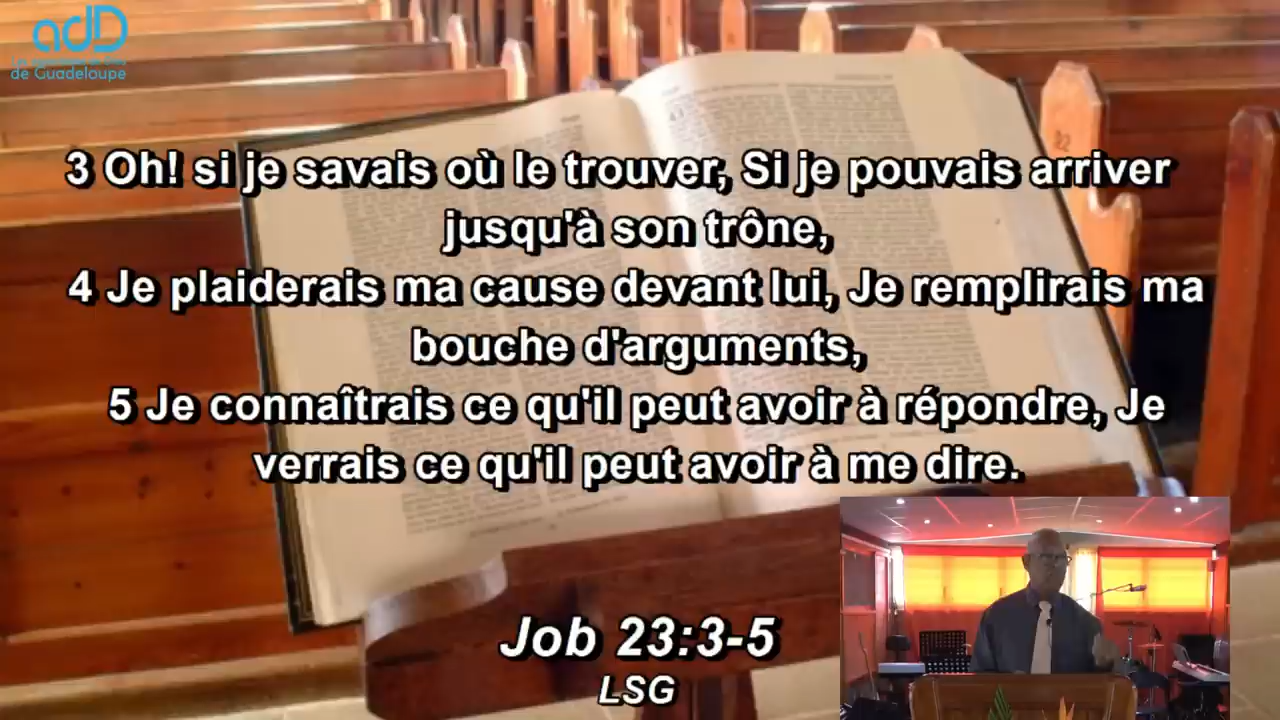 adD
de Guadeloupe
3 Oh! si je savais où le trouver, Si je pouvais arriver
jusqu'à son trône,
4 Je plaiderais ma cause devant lui, Je remplirais ma
bouche d'arguments,
5 Je connaîtrais ce qu'il peut avoir à répondre, Je
verrais ce qu'il peut avoir à me dire.
Job 23:3-5
LSG